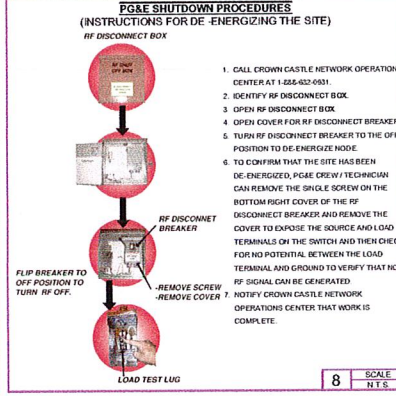 PG&E SHUTDOWN PROCEDURES
(INSTRUCTIONS FOR DE -ENERGIZING THE SITE)
RF DISCONNECT BOX
RF SHUT
OFF BOX
1. CALL CROWN CASTLE NETWORK OPERATION
CENTER AT 1-888-632-0931.
2. IDENTIFY RF DISCONNECT BOX.
3 OPEN RF DISCONNECT BOX
4 OPEN COVER FOR RF DISCONNECT BREAKER
5. TURN RF DISCONNECT BREAKER TO THE OFF
POSITION TO DE-ENERGIZE NODE.
6. TO CONFIRM THAT THE SITE HAS BEEN
DE-ENERGIZED, PG&E CREW / TECHNICIAN
CAN REMOVE THE SINGLE SCREW ON THE
BOTTOM RIGHT COVER OF THE RF
DISCONNECT BREAKER AND REMOVE THE
COVER TO EXPOSE THE SOURCE AND LOAD
TERMINALS ON THE SWITCH AND THEN CHEC
FOR NO POTENTIAL BETWEEN THE LOAD
TERMINAL AND GROUND TO VERIFY THAT NO
RF SIGNAL CAN BE GENERATED
7. NOTIFY CROWN CASTLE NETWORK
OPERATIONS CENTER THAT WORK IS
COMPLETE.
RF DISCONNET
BREAKER
FLIP BREAKER TO
OFF POSITION TO
TURN RF OFF.
-REMOVE SCREW
-REMOVE COVER
LOAD TEST LUG
8
SCALE
N.T.S.